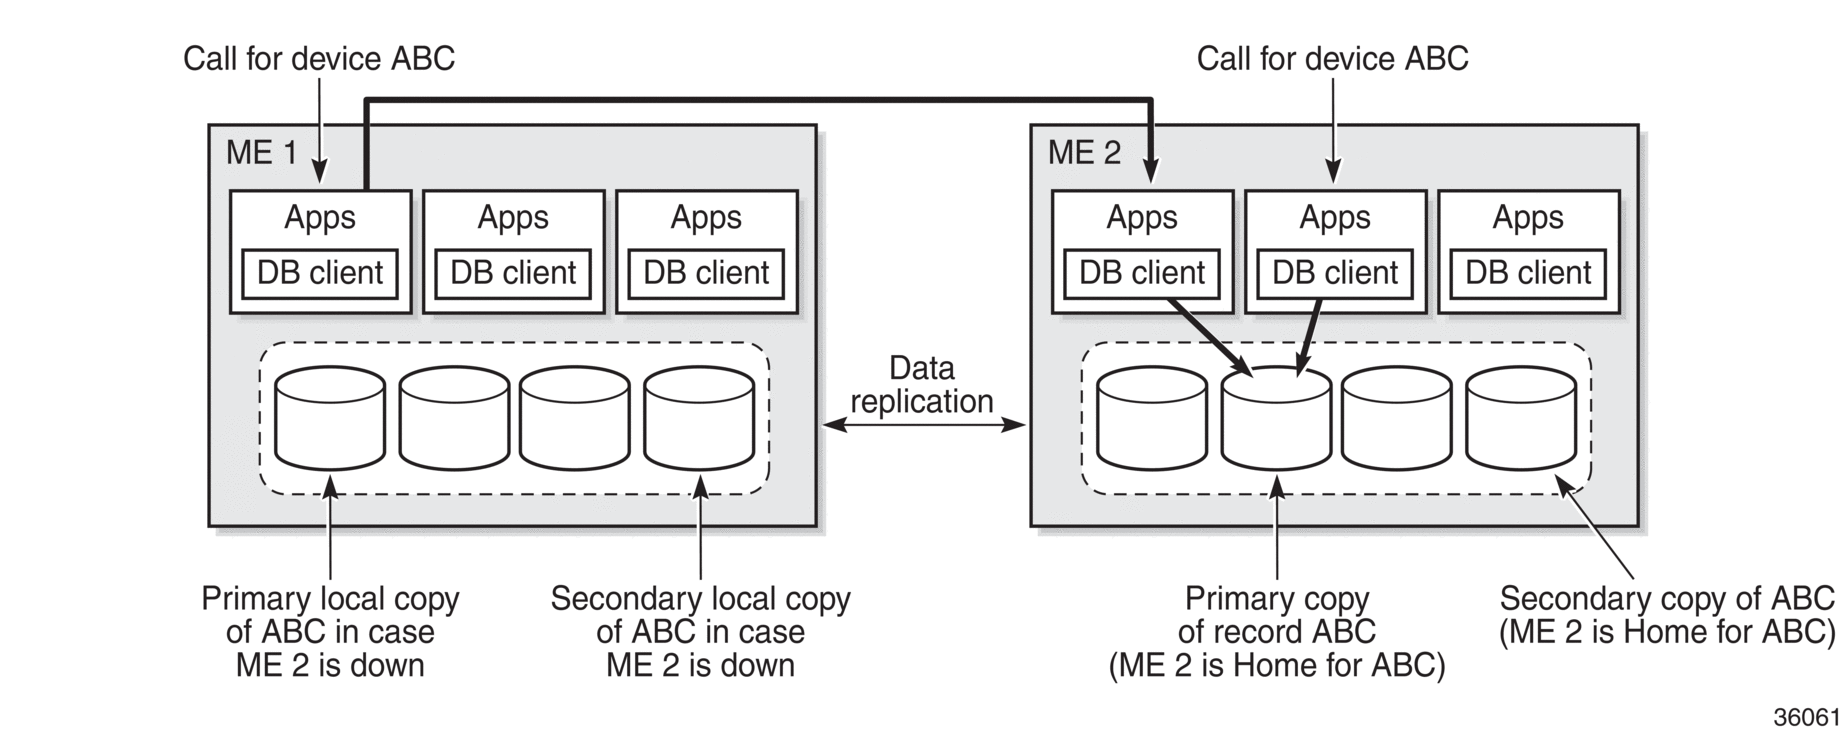 Call for device ABC
Call for device ABC
ME 1
Apps
DB client
Apps
DB client
Apps
DB client
ME 2
Apps
DB client
Apps
DB client
Apps
DB client
Data
replication
Primary local copy
of ABC in case
ME 2 is down
Secondary local copy
of ABC in case
ME 2 is down
Primary copy
of record ABC
(ME 2 is Home for ABC)
Secondary copy of ABC
(ME 2 is Home for ABC)
36061